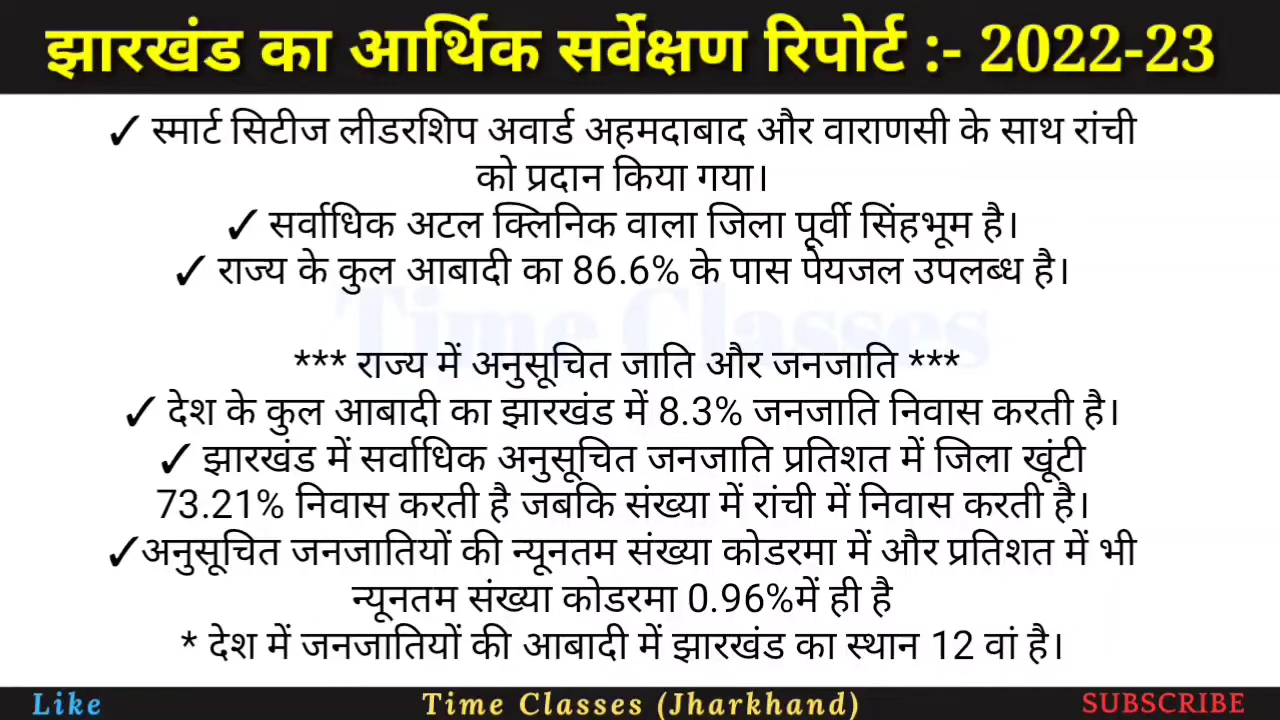 झारखंड का आर्थिक सर्वेक्षण रिपोर्ट :- 2022-23
✓ स्मार्ट सिटीज लीडरशिप अवार्ड अहमदाबाद और वाराणसी के साथ रांची
को प्रदान किया गया।
✓ सर्वाधिक अटल क्लिनिक वाला जिला पूर्वी सिंहभूम है।
✓ राज्य के कुल आबादी का 86.6% के पास पेयजल उपलब्ध है।
Time Classes
*** राज्य में अनुसूचित जाति और जनजाति ***
✓ देश के कुल आबादी का झारखंड में 8.3% जनजाति निवास करती है।
✓ झारखंड में सर्वाधिक अनुसूचित जनजाति प्रतिशत में जिला खूंटी
73.21% निवास करती है जबकि संख्या में रांची में निवास करती है।
✓अनुसूचित जनजातियों की न्यूनतम संख्या कोडरमा में और प्रतिशत में भी
न्यूनतम संख्या कोडरमा 0.96%में ही है
* देश में जनजातियों की आबादी में झारखंड का स्थान 12 वां है।
Like Time Classes (Jharkhand) SUBSCRIBE